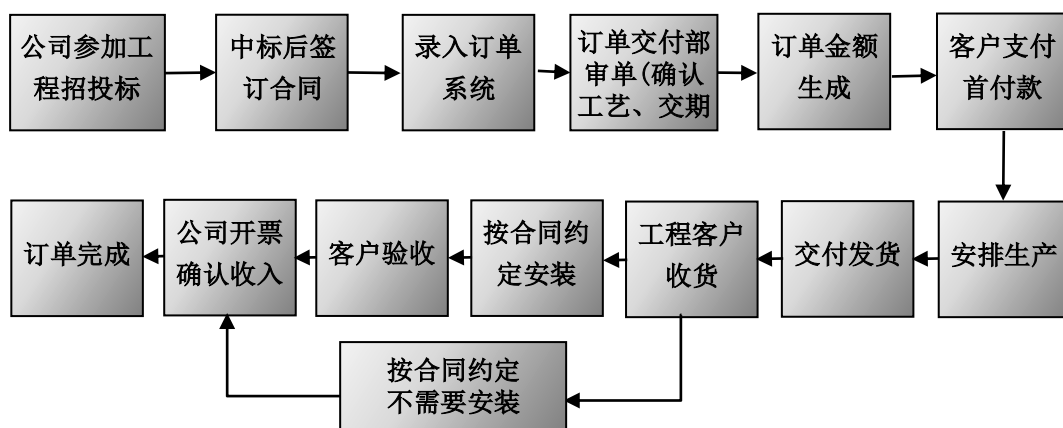 公司参加工
程招投标
中标后签
订合同
录入订单
系统
订单交付部
审单(确认
工艺、交期
订单金额
生成
客户支付
首付款
订单完成
公司开票
确认收入
客户验收
按合同约
定安装
工程客户
收货
交付发货
安排生产
按合同约定
不需要安装